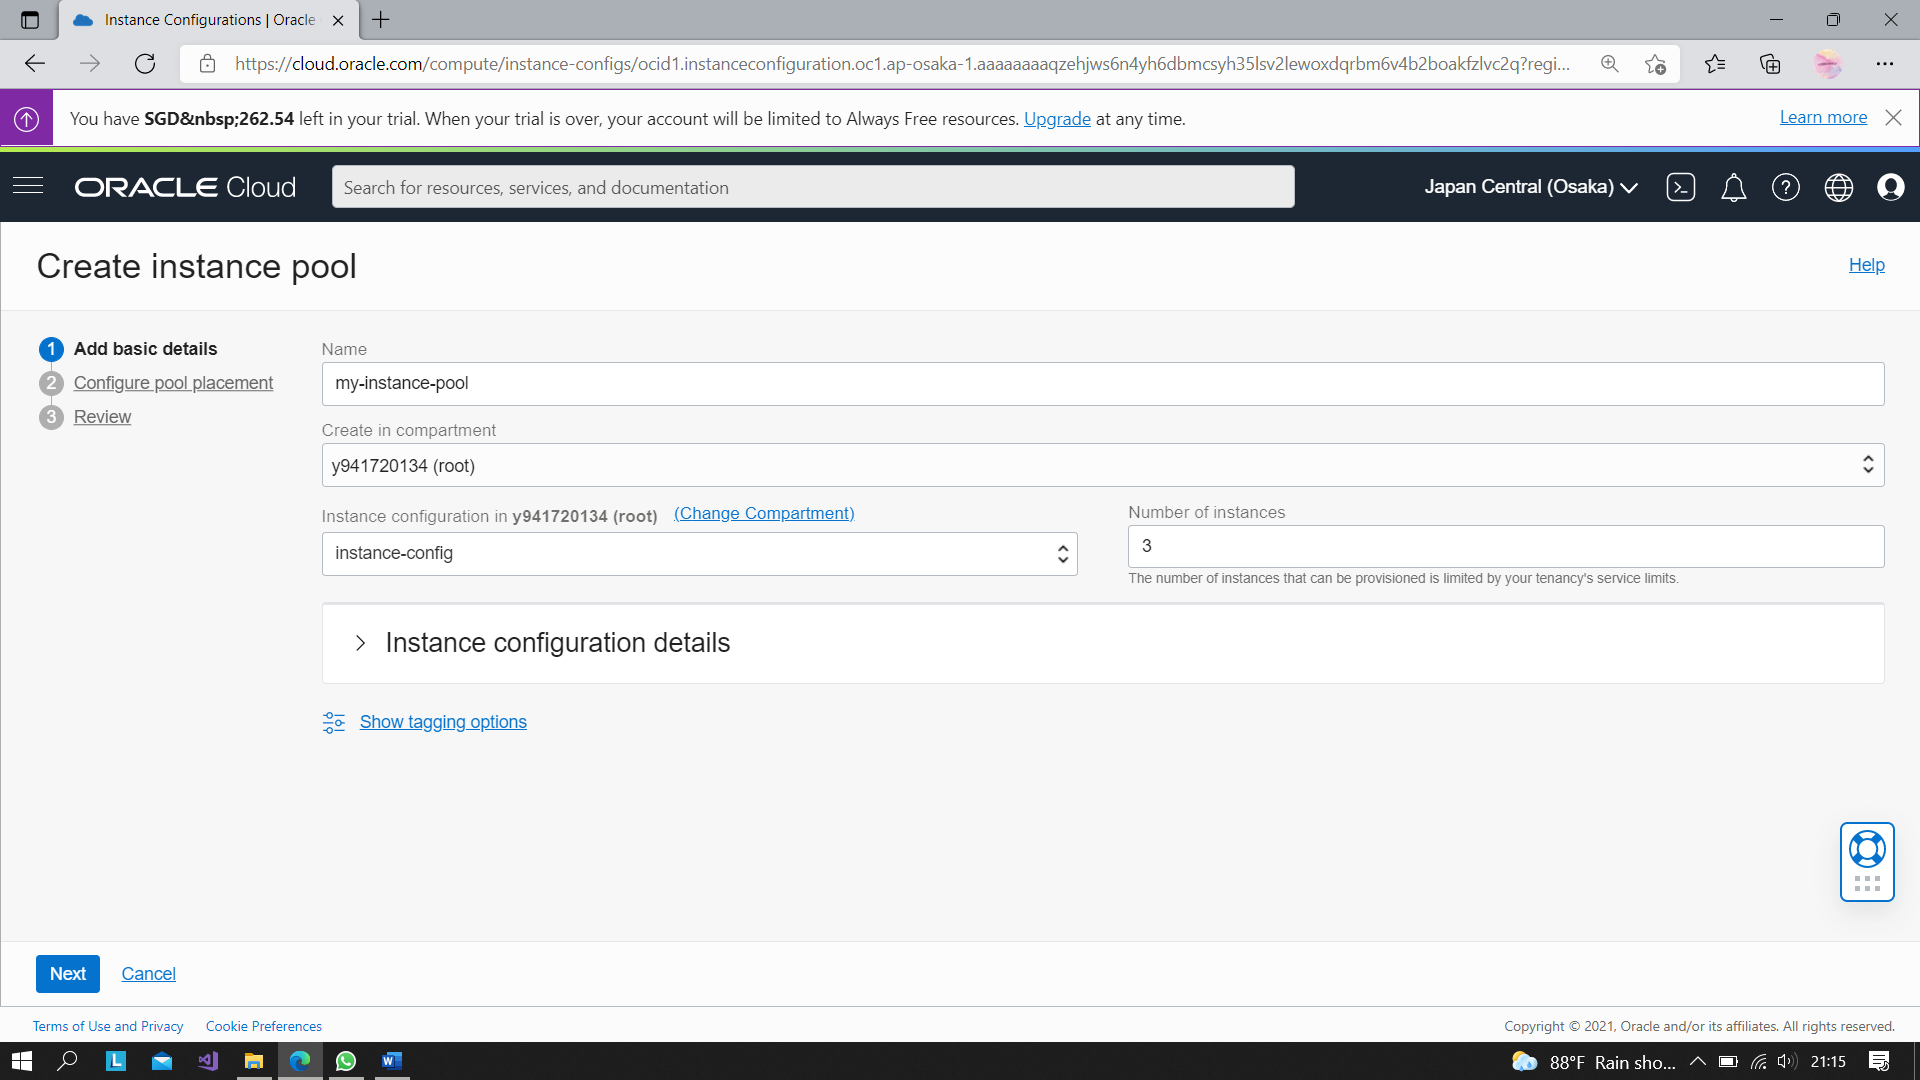 Instance Configurations | Oracle
https://cloud.oracle.com/compute/instance-configs/ocid1.instanceconfiguration.oc1.ap-osaka-1.aaaaaaaaqzehjws6n4yh6dbmcsyh35lsv2lewoxdqrbm6v4b2boakfzlvc2q?regi...
You have SGD&nbsp;262.54 left in your trial. When your trial is over, your account will be limited to Always Free resources. Upgrade at any time.
Learn more
ORACLE Cloud
Search for resources, services, and documentation
Japan Central (Osaka)
Create instance pool
Help
1 Add basic details
2 Configure pool placement
3 Review
Name
my-instance-pool
Create in compartment
y941720134 (root)
Instance configuration in y941720134 (root) (Change Compartment)
instance-config
Number of instances
3
The number of instances that can be provisioned is limited by your tenancy's service limits.
Instance configuration details
Show tagging options
Next
Cancel
Terms of Use and Privacy
Cookie Preferences
Copyright © 2021, Oracle and/or its affiliates. All rights reserved.
L
W
88°F Rain sho...
21:15